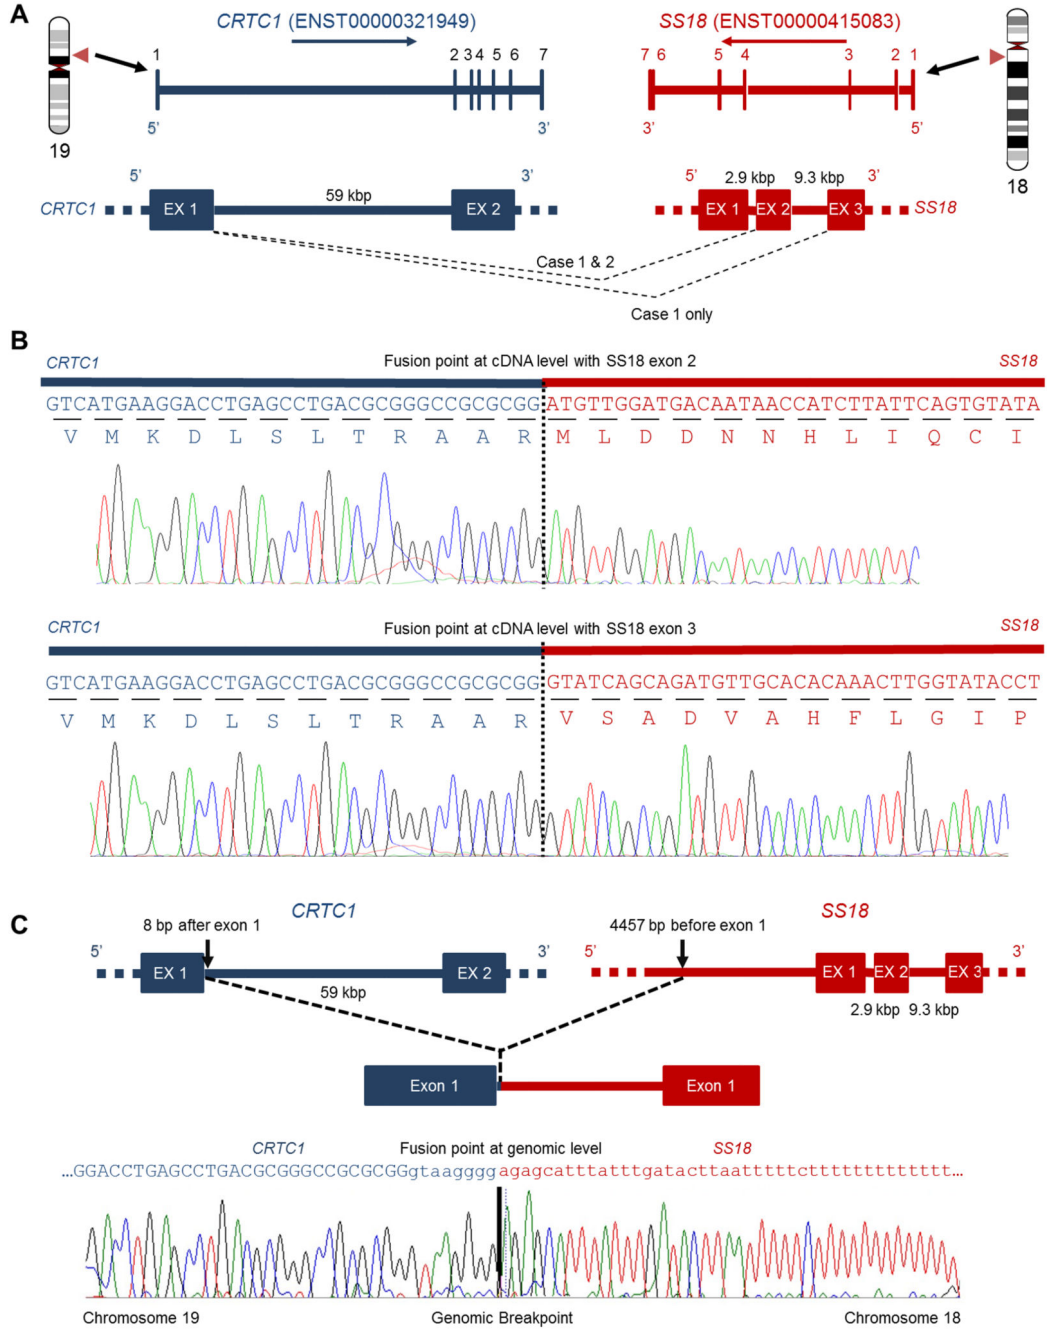 A
CRTC1 (ENST00000321949)
SS18 (ENST00000415083)
1 2 3 4 5 6 7
7 6 5 4 3 2 1
5’ 3’
3’ 5’
19
18
5’ 3’
5’ 2.9 kbp 9.3 kbp 3’
CRTC1 EX 1 59 kbp EX 2
EX 1 EX 2 EX 3 SS18
Case 1 & 2
Case 1 only
B
CRTC1 Fusion point at cDNA level with SS18 exon 2 SS18
GTCATGAAGGACCTGAGCCTGACGCGGGCCGCGCGG ATGTTGGATGACAATAACCATCTTATTCAGTGTATA
V M K D L S L T R A A R M L D D N N H L I Q C I
CRTC1 Fusion point at cDNA level with SS18 exon 3 SS18
GTCATGAAGGACCTGAGCCTGACGCGGGCCGCGCGG GTATCAGCAGATGTTGCACACAAACTTGGTATACCT
V M K D L S L T R A A R V S A D V A H F L G I P
C
CRTC1 SS18
8 bp after exon 1 4457 bp before exon 1
5’ 3’ 5’ 3’
EX 1 EX 2 EX 1 EX 2 EX 3
59 kbp 2.9 kbp 9.3 kbp
Exon 1 Exon 1
CRTC1 Fusion point at genomic level SS18
...GGACCTGAGCCTGACGCGGGCCGCGCGGgtaagggg agagcatttatttgatacttaatttttctttttttttttttt...
Chromosome 19 Genomic Breakpoint Chromosome 18